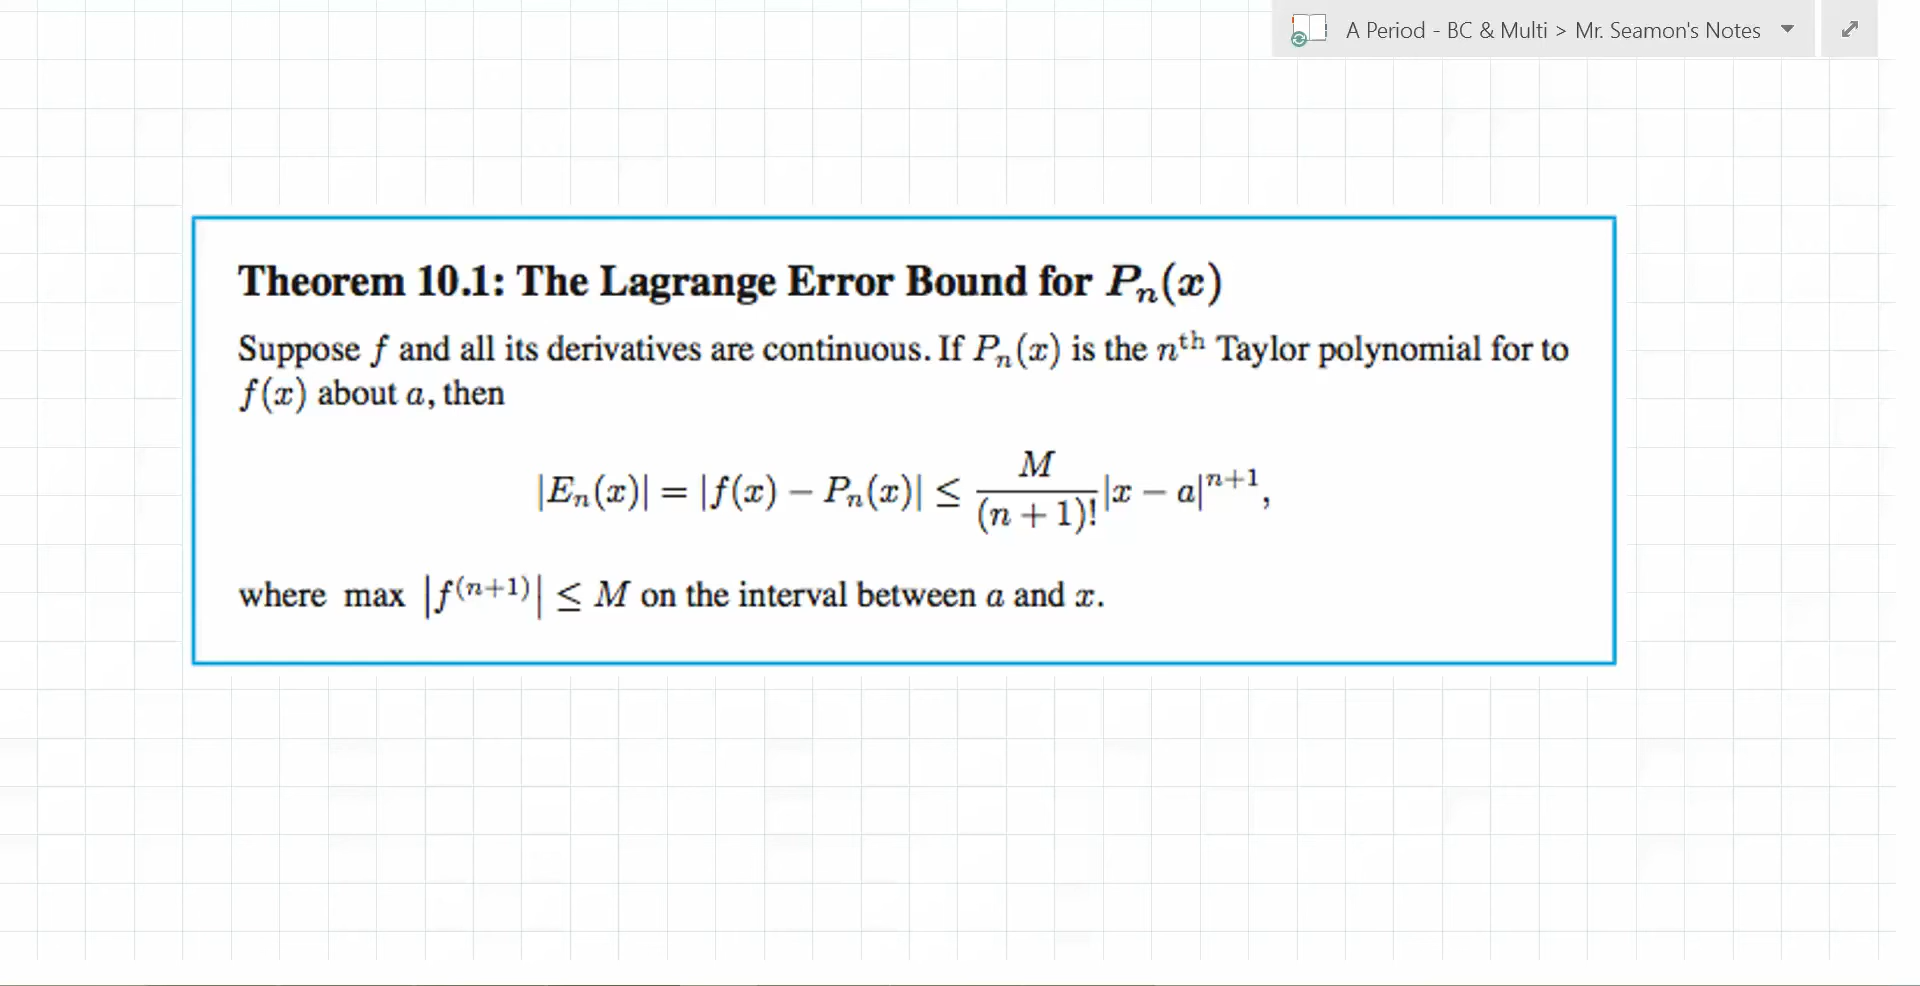 A Period - BC & Multi > Mr. Seamon's Notes
Theorem 10.1: The Lagrange Error Bound for Pₙ(x)
Suppose f and all its derivatives are continuous. If Pₙ(x) is the nᵗʰ Taylor polynomial for to
f(x) about a, then
|Eₙ(x)| = |f(x) − Pₙ(x)| ≤ M/(n + 1)! |x − a|ⁿ⁺¹,
where max |f⁽ⁿ⁺¹⁾| ≤ M on the interval between a and x.